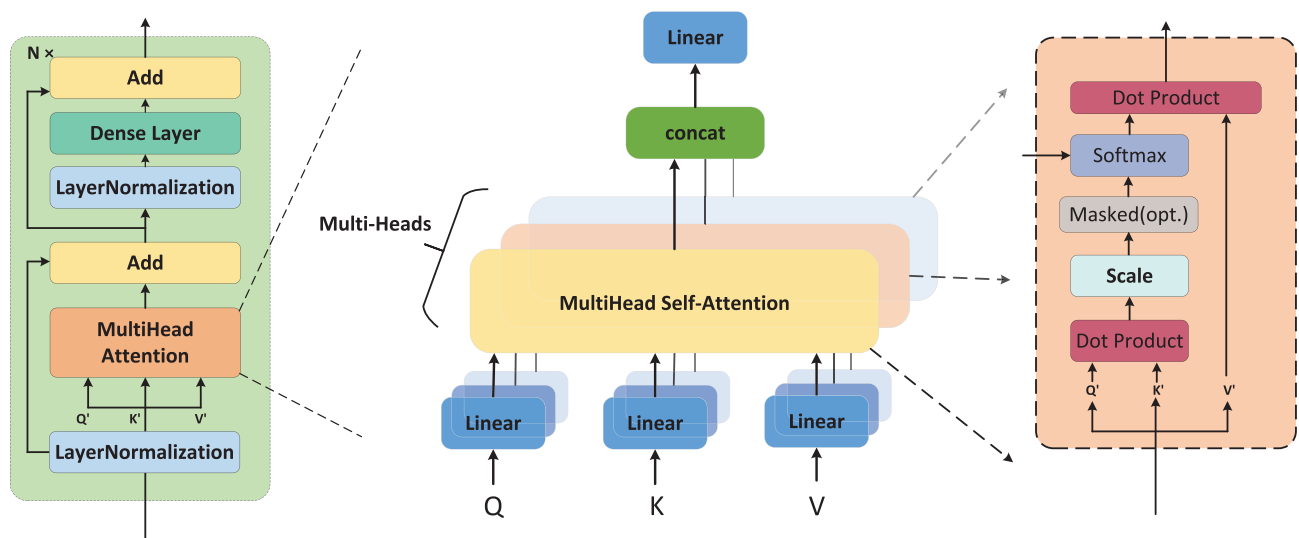 N ×
Add
Dense Layer
LayerNormalization
Add
MultiHead
Attention
Q' K' V'
LayerNormalization
Linear
concat
Multi-Heads
MultiHead Self-Attention
Linear Linear Linear
Q K V
Dot Product
Softmax
Masked(opt.)
Scale
Dot Product
Q' K' V'